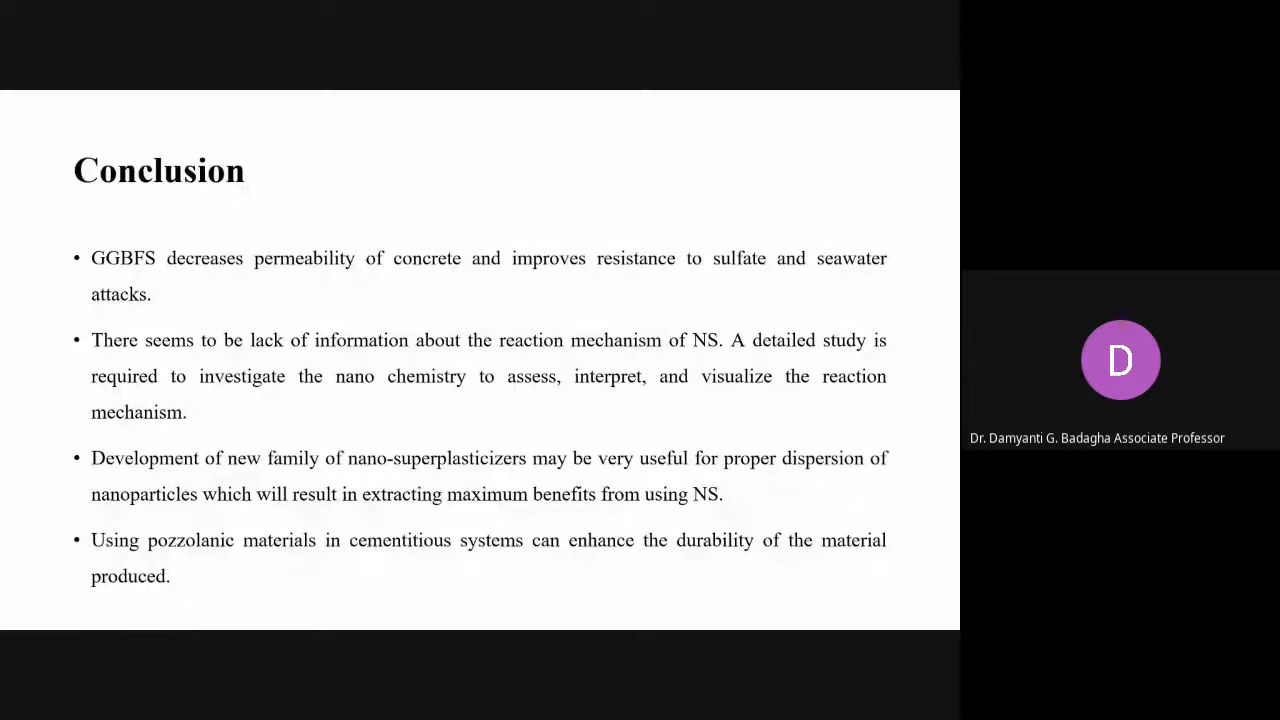 Conclusion
• GGBFS decreases permeability of concrete and improves resistance to sulfate and seawater
attacks.
• There seems to be lack of information about the reaction mechanism of NS. A detailed study is
required to investigate the nano chemistry to assess, interpret, and visualize the reaction
mechanism.
• Development of new family of nano-superplasticizers may be very useful for proper dispersion of
nanoparticles which will result in extracting maximum benefits from using NS.
• Using pozzolanic materials in cementitious systems can enhance the durability of the material
produced.
D
Dr. Damyanti G. Badagha Associate Professor